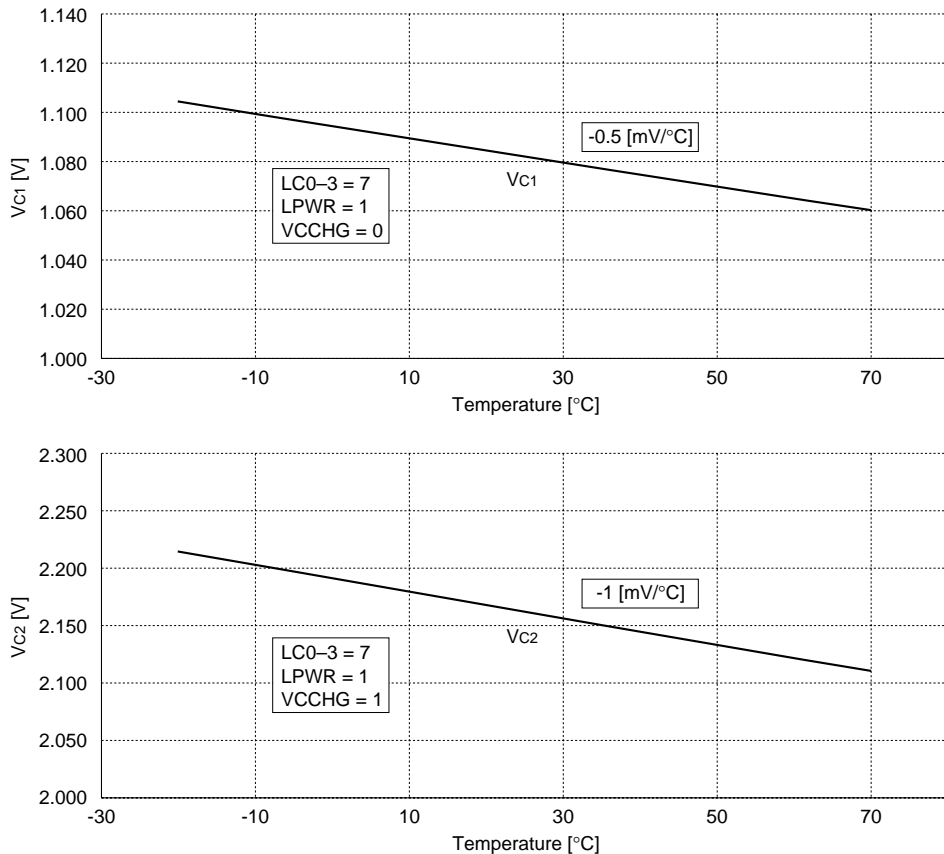 1.140
1.120
1.100
1.080
1.060
1.040
1.020
1.000
VC1 [V]
-0.5 [mV/°C]
VC1
LC0–3 = 7
LPWR = 1
VCCHG = 0
-30 -10 10 30 50 70
Temperature [°C]
2.300
2.250
2.200
2.150
2.100
2.050
2.000
VC2 [V]
-1 [mV/°C]
VC2
LC0–3 = 7
LPWR = 1
VCCHG = 1
-30 -10 10 30 50 70
Temperature [°C]